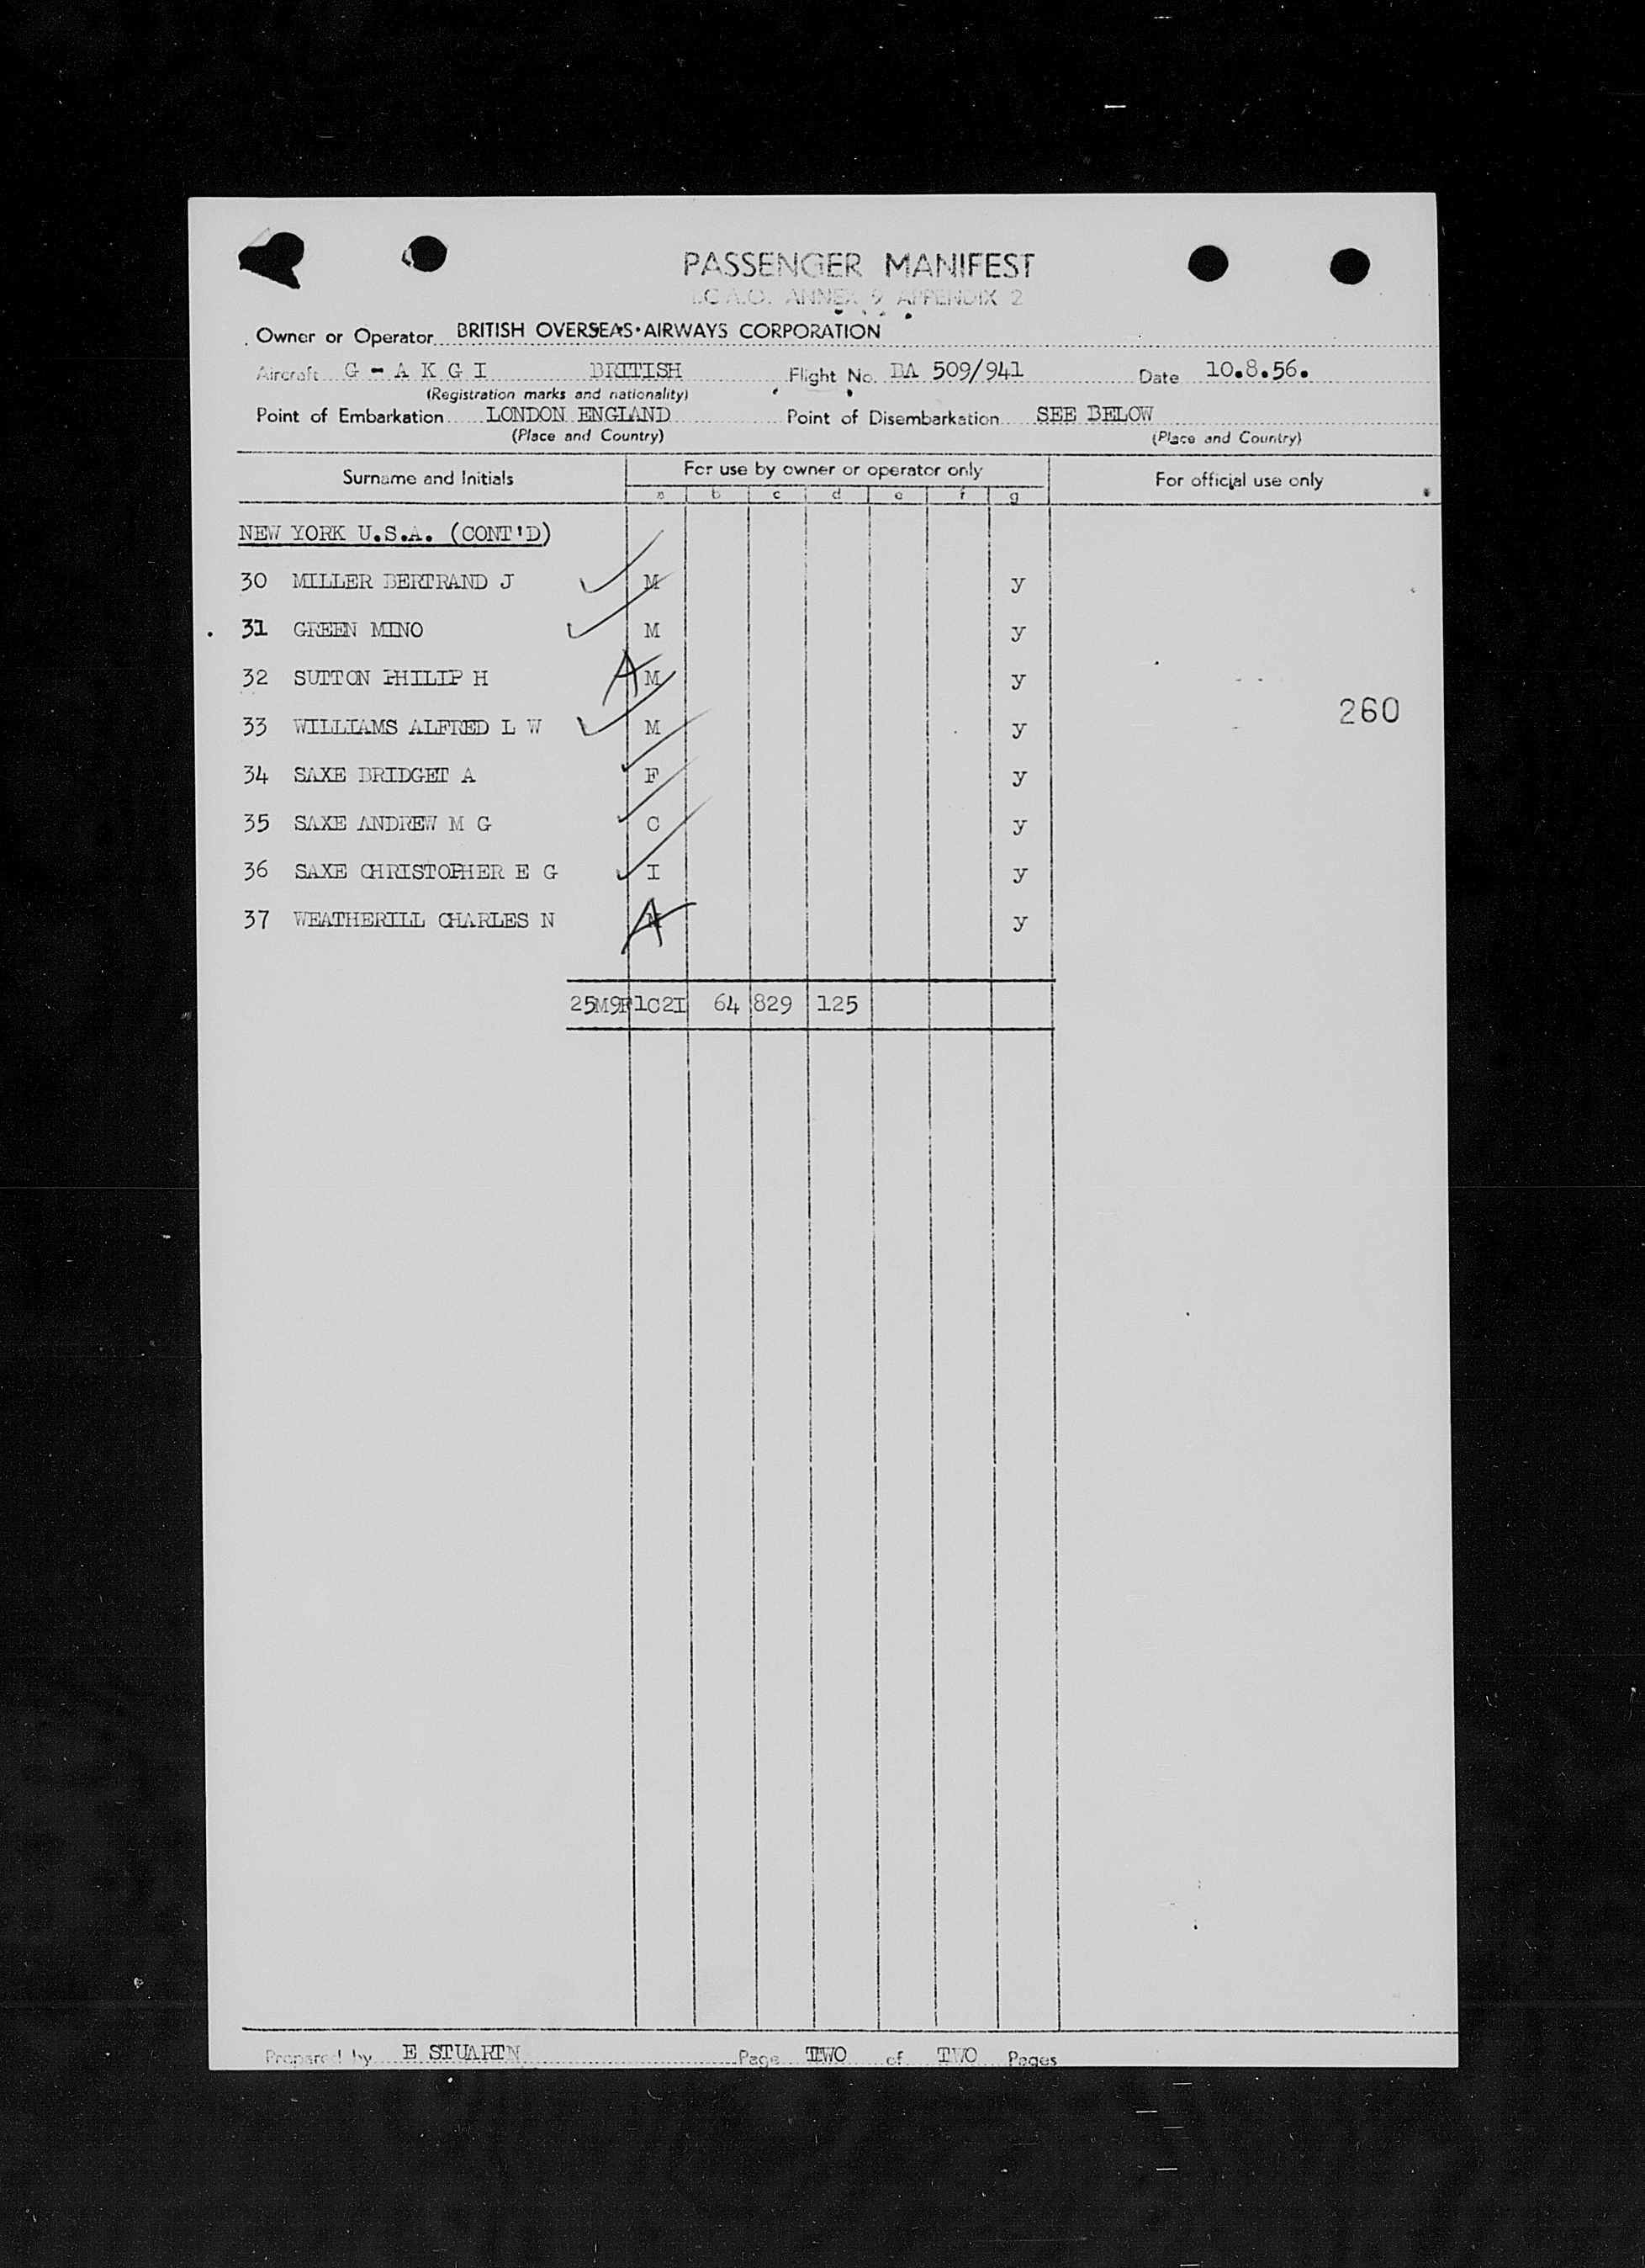 PASSENGER MANIFEST
I.C.A.O. ANNEX 9 APPENDIX 2
Owner or Operator BRITISH OVERSEAS AIRWAYS CORPORATION
Aircraft G - A K G I BRITISH Flight No. BA 509/941 Date 10.8.56.
(Registration marks and nationality)
Point of Embarkation LONDON ENGLAND Point of Disembarkation SEE BELOW
(Place and Country) (Place and Country)
Surname and Initials For use by owner or operator only For official use only
a b c d e f g
NEW YORK U.S.A. (CONT'D)
30 MILLER BERTRAND J M y
31 GREEN MINO M y
32 SUTTON PHILIP H A M y
260
33 WILLIAMS ALFRED L W M y
34 SAXE BRIDGET A F y
35 SAXE ANDREW M G C y
36 SAXE CHRISTOPHER E G I y
37 WEATHERILL CHARLES N A M y
25M9F1C2I 64 829 125
Prepared by E STUART Page TWO of TWO Pages